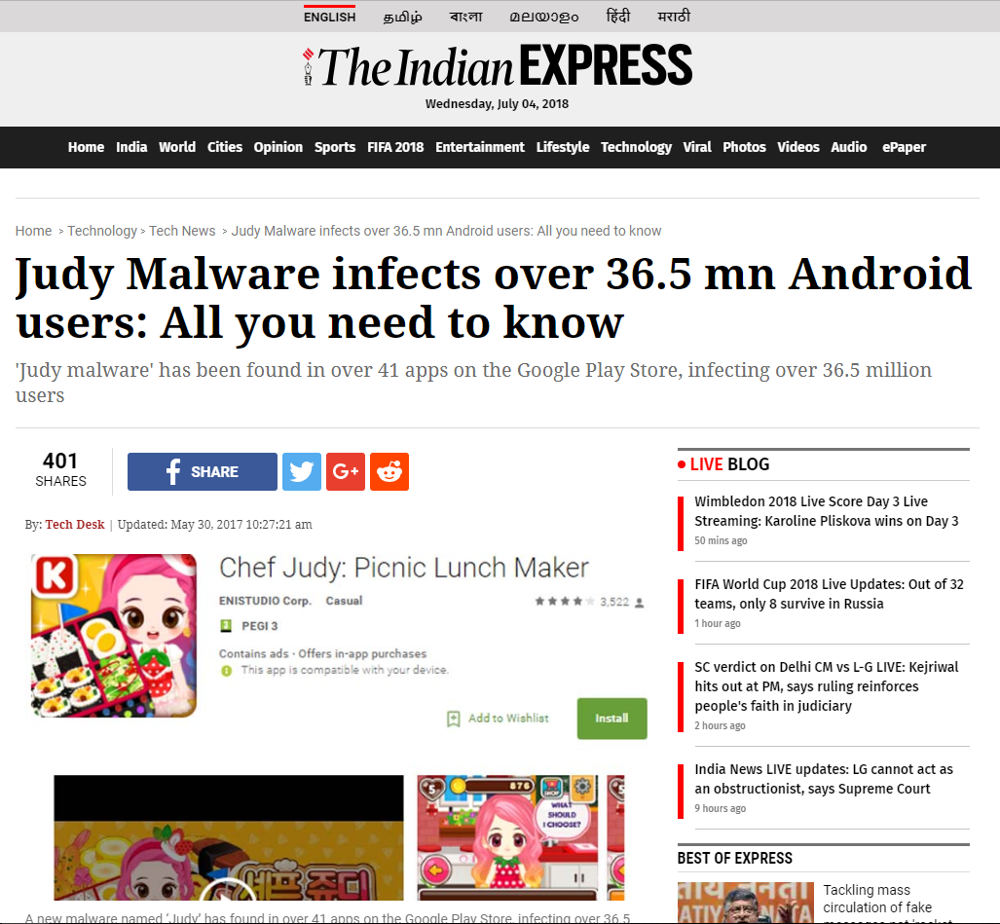 ENGLISH தமிழ் বাংলা മലയാളം हिंदी मराठी
The Indian EXPRESS
Wednesday, July 04, 2018
Home India World Cities Opinion Sports FIFA 2018 Entertainment Lifestyle Technology Viral Photos Videos Audio ePaper
Home > Technology > Tech News > Judy Malware infects over 36.5 mn Android users: All you need to know
Judy Malware infects over 36.5 mn Android
users: All you need to know
'Judy malware' has been found in over 41 apps on the Google Play Store, infecting over 36.5 million
users
401
SHARES
f SHARE
G+
By: Tech Desk | Updated: May 30, 2017 10:27:21 am
K
Chef Judy: Picnic Lunch Maker
ENISTUDIO Corp. Casual
3,522
3 PEGI 3
Contains ads · Offers in-app purchases
This app is compatible with your device.
Add to Wishlist
Install
5
876
SHOP
WHAT
SHOULD
I CHOOSE?
5
A new malware named 'Judy' has found in over 41 apps on the Google Play Store, infecting over 36.5
LIVE BLOG
Wimbledon 2018 Live Score Day 3 Live
Streaming: Karoline Pliskova wins on Day 3
50 mins ago
FIFA World Cup 2018 Live Updates: Out of 32
teams, only 8 survive in Russia
1 hour ago
SC verdict on Delhi CM vs L-G LIVE: Kejriwal
hits out at PM, says ruling reinforces
people's faith in judiciary
2 hours ago
India News LIVE updates: LG cannot act as
an obstructionist, says Supreme Court
9 hours ago
BEST OF EXPRESS
Tackling mass
circulation of fake